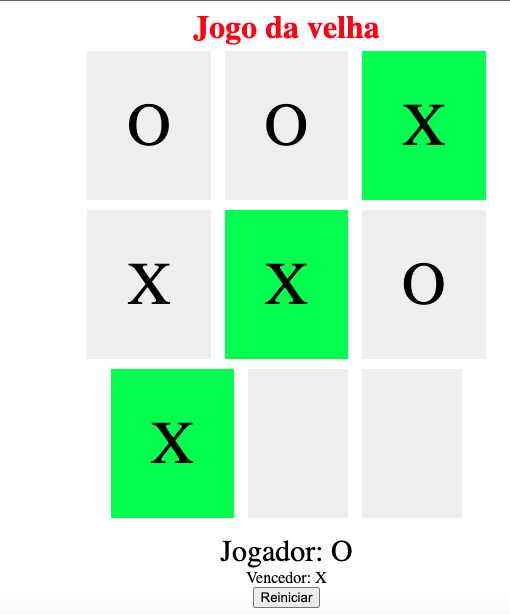 Jogo da velha
O O X
X X O
X
Jogador: O
Vencedor: X
Reiniciar